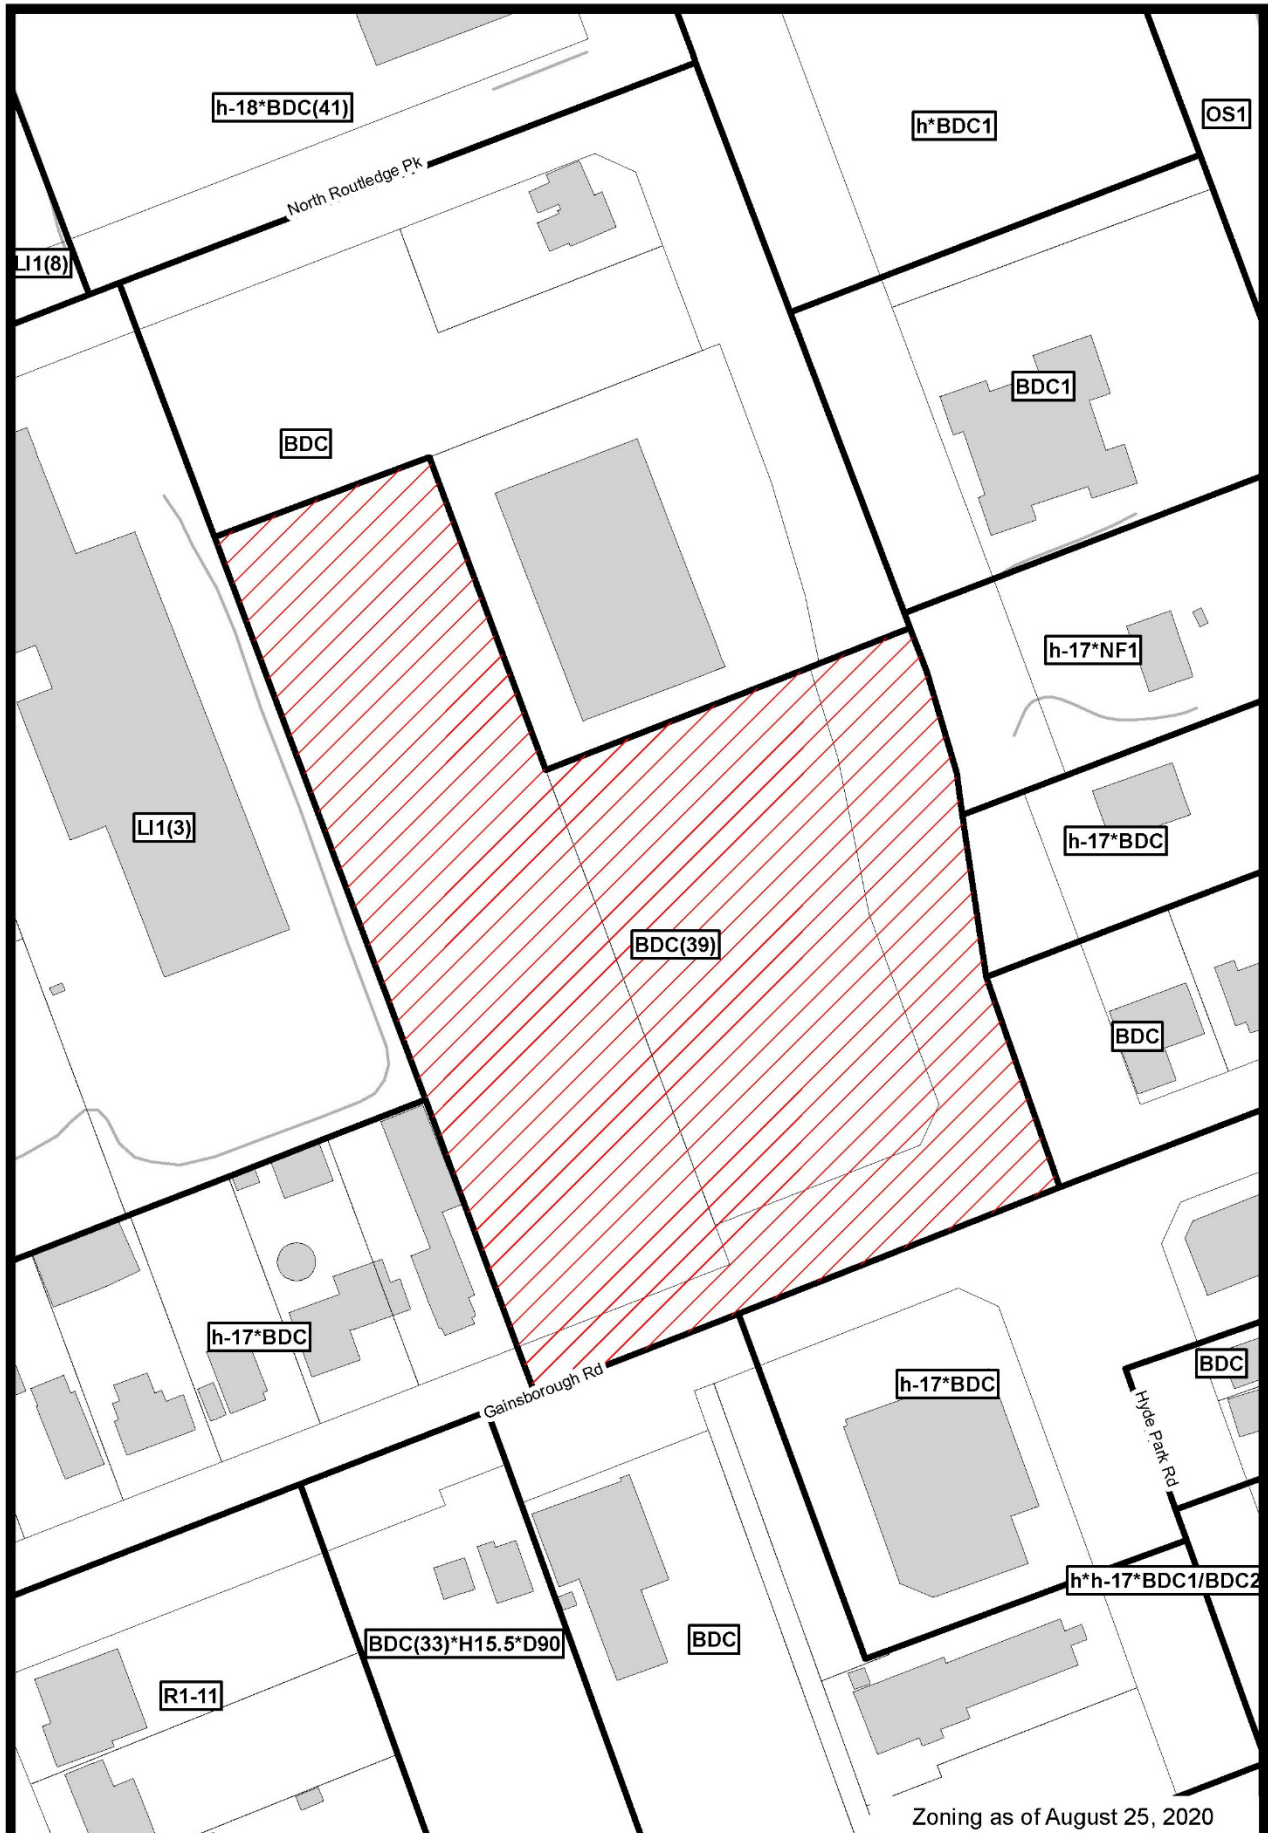 h-18*BDC(41)
h*BDC1
OS1
North Routledge Pk
LI1(8)
BDC1
BDC
h-17*NF1
LI1(3)
h-17*BDC
BDC(39)
BDC
h-17*BDC
Gainsborough Rd
h-17*BDC
BDC
Hyde Park Rd
h*h-17*BDC1/BDC2
BDC(33)*H15.5*D90
BDC
R1-11
Zoning as of August 25, 2020